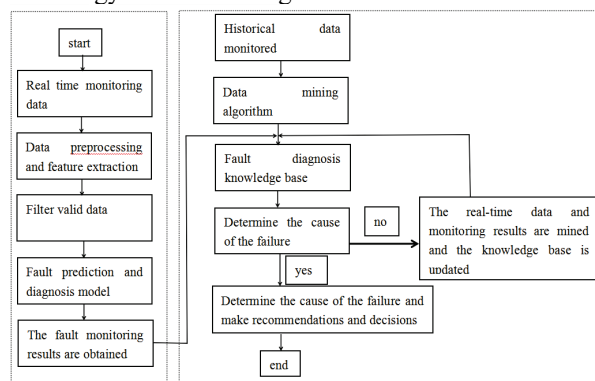 start
Real time monitoring
data
Data preprocessing
and feature extraction
Filter valid data
Fault prediction and
diagnosis model
The fault monitoring
results are obtained
Historical data
monitored
Data mining
algorithm
Fault diagnosis
knowledge base
Determine the cause
of the failure
no
The real-time data and
monitoring results are mined
and the knowledge base is
updated
yes
Determine the cause of the failure and
make recommendations and decisions
end